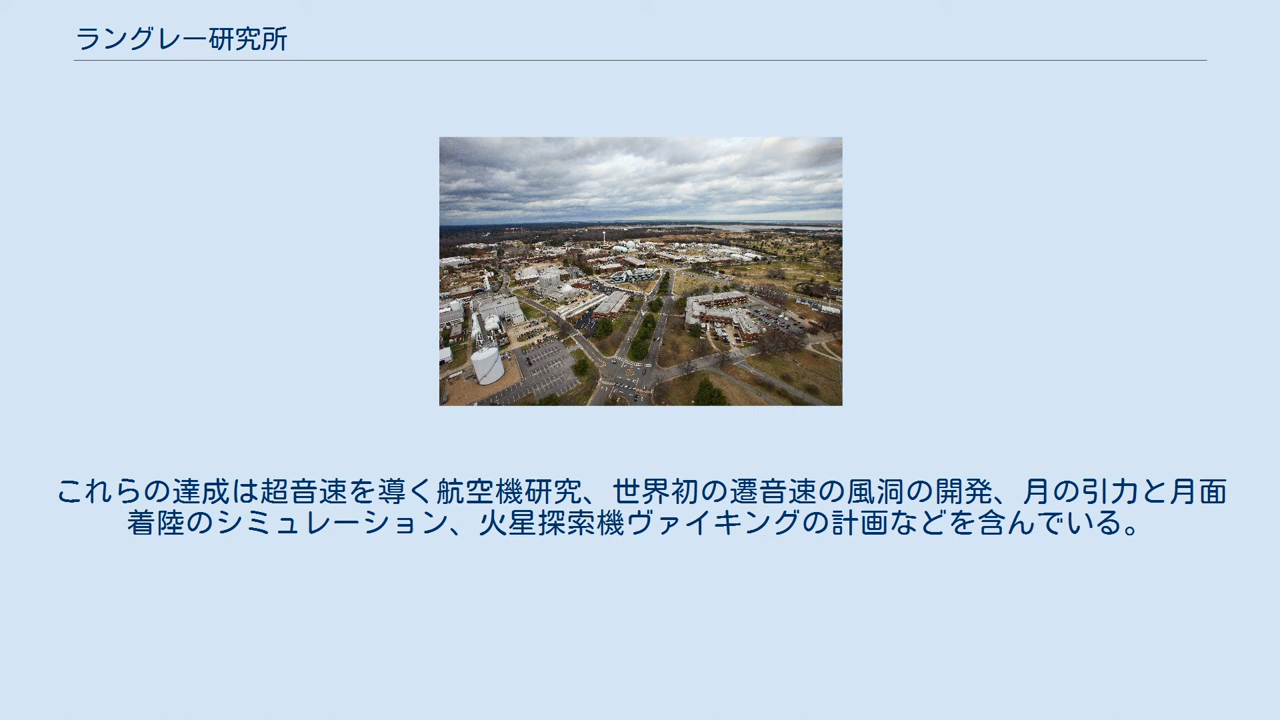 ラングレー研究所
これらの達成は超音速を導く航空機研究、世界初の遷音速の風洞の開発、月の引力と月面
着陸のシミュレーション、火星探索機ヴァイキングの計画などを含んでいる。